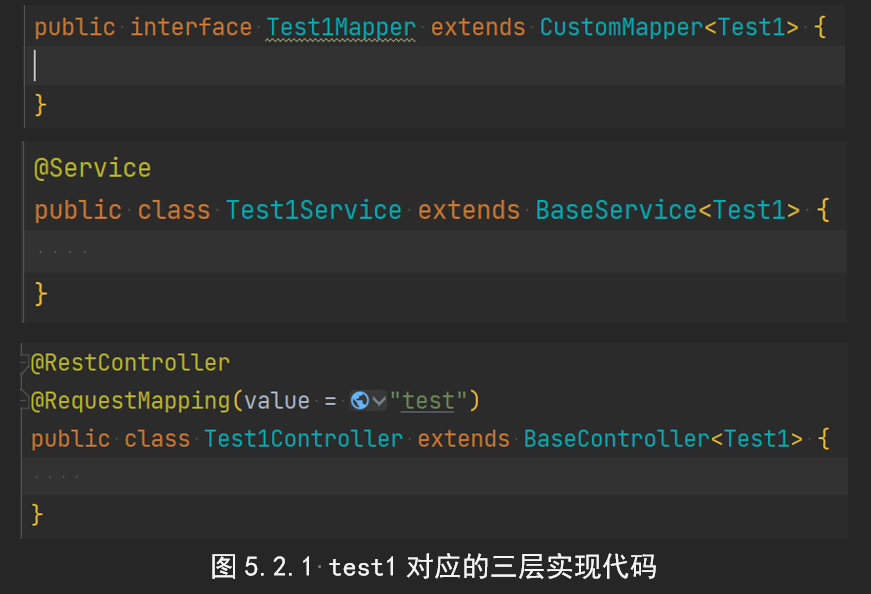 public interface Test1Mapper extends CustomMapper<Test1> {
}
@Service
public class Test1Service extends BaseService<Test1> {
}
@RestController
@RequestMapping(value = "test")
public class Test1Controller extends BaseController<Test1> {
}
图 5.2.1 test1 对应的三层实现代码